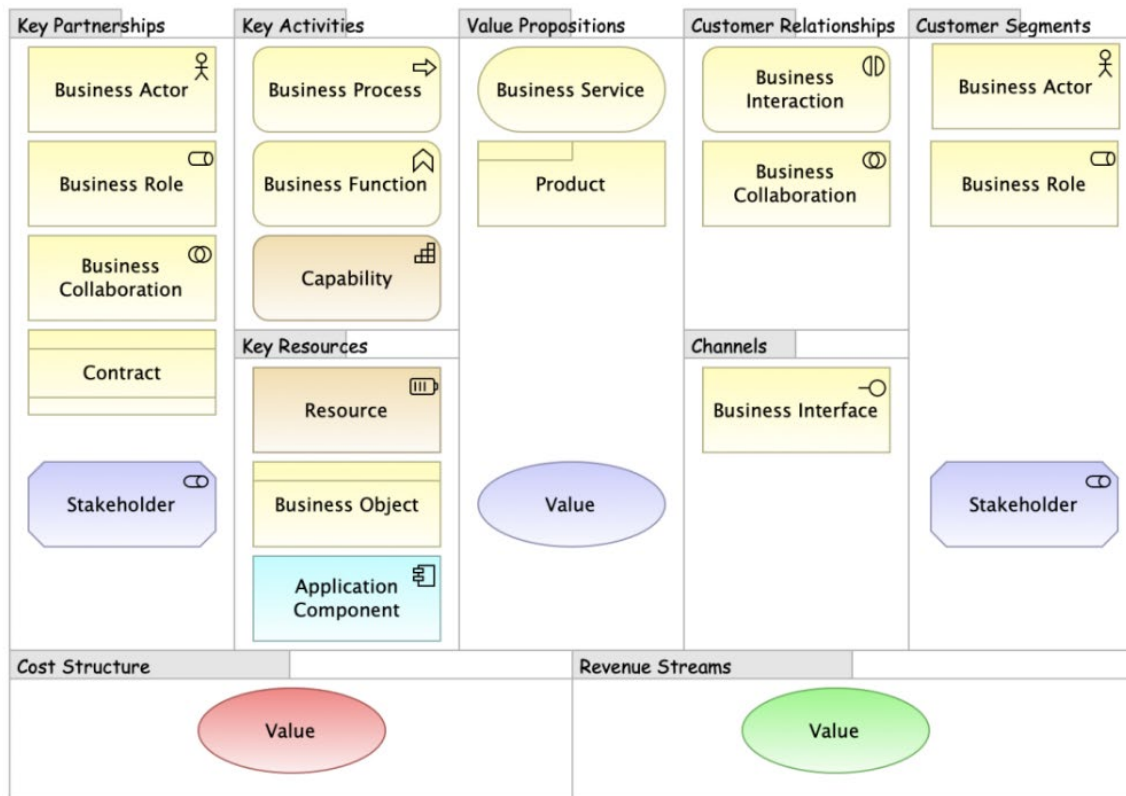 Key Partnerships
Business Actor
Business Role
Business
Collaboration
Contract
Stakeholder
Key Activities
Business Process
Business Function
Capability
Key Resources
Resource
Business Object
Application
Component
Value Propositions
Business Service
Product
Value
Customer Relationships
Business
Interaction
Business
Collaboration
Channels
Business Interface
Customer Segments
Business Actor
Business Role
Stakeholder
Cost Structure
Value
Revenue Streams
Value